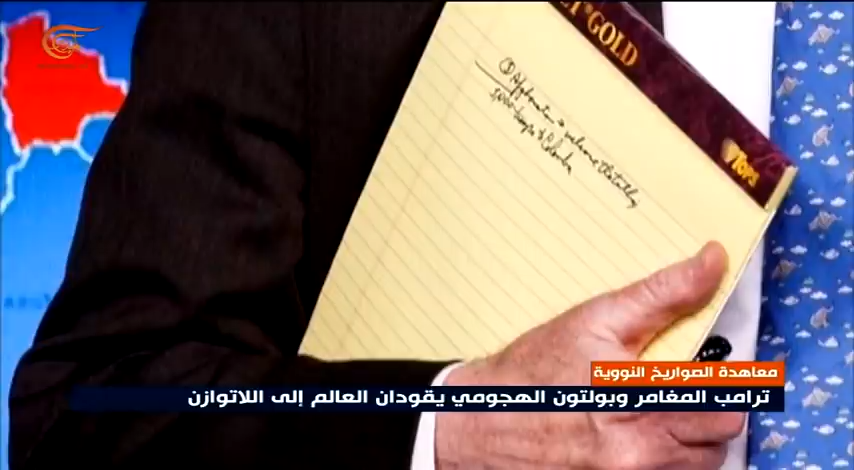 GOLD
TOPS
① Afghanistan → welcome the talks
5,000 troops to Colombia
معاهدة الصواريخ النووية
ترامب المغامر وبولتون الهجومي يقودان العالم إلى اللاتوازن